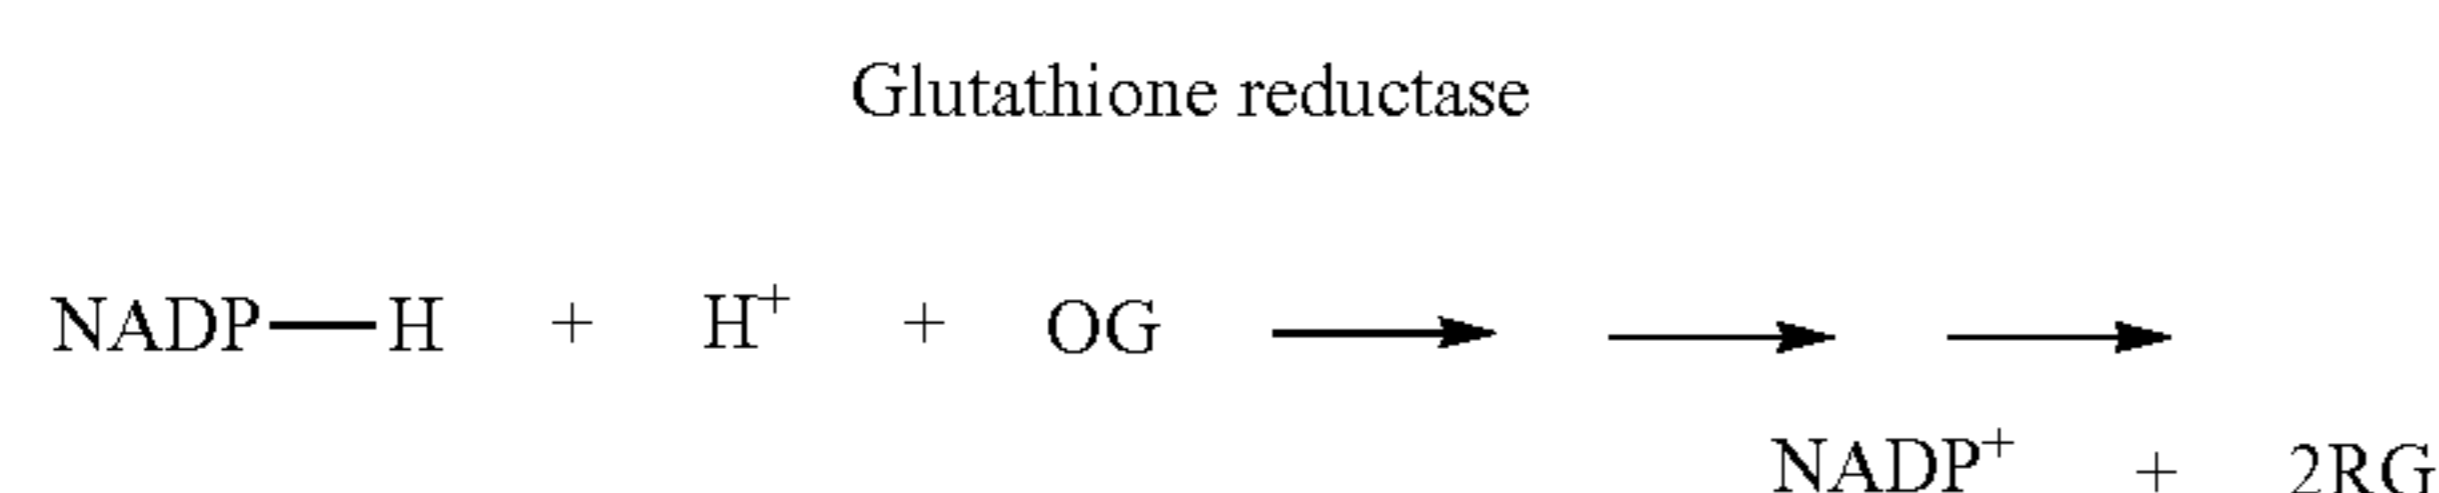 Glutathione reductase
NADP—H + H⁺ + OG → → →
NADP⁺ + 2RG